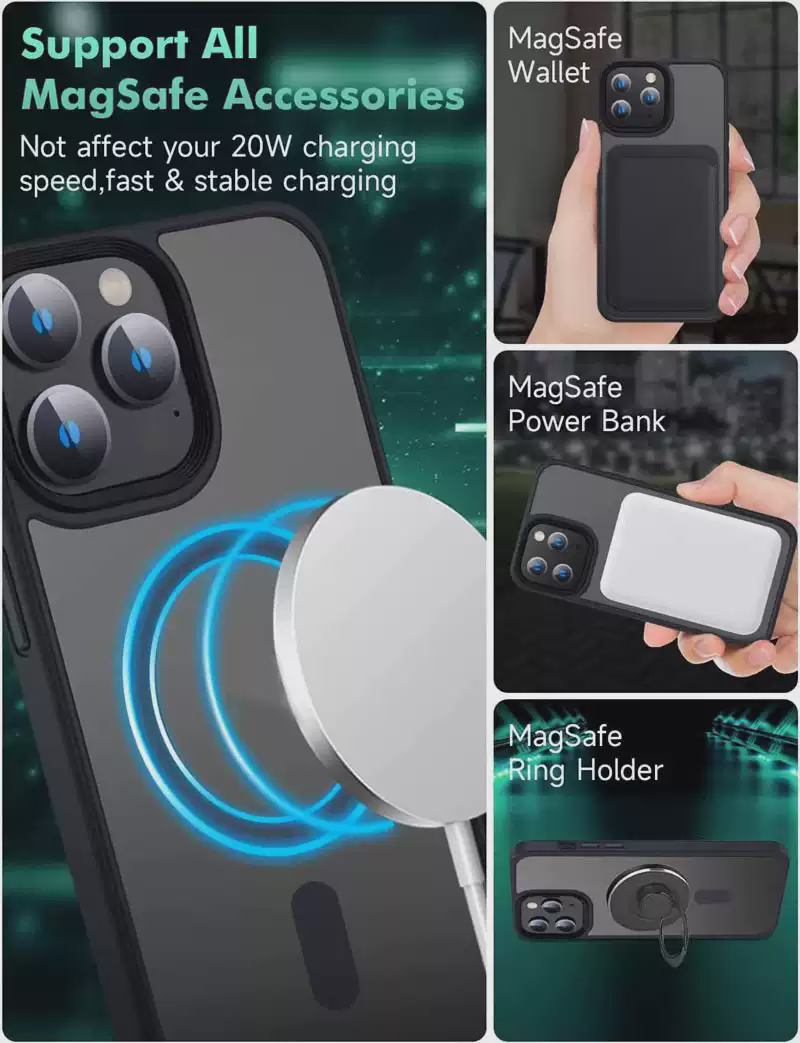 Support All
MagSafe Accessories
Not affect your 20W charging
speed,fast & stable charging
MagSafe
Wallet
MagSafe
Power Bank
MagSafe
Ring Holder